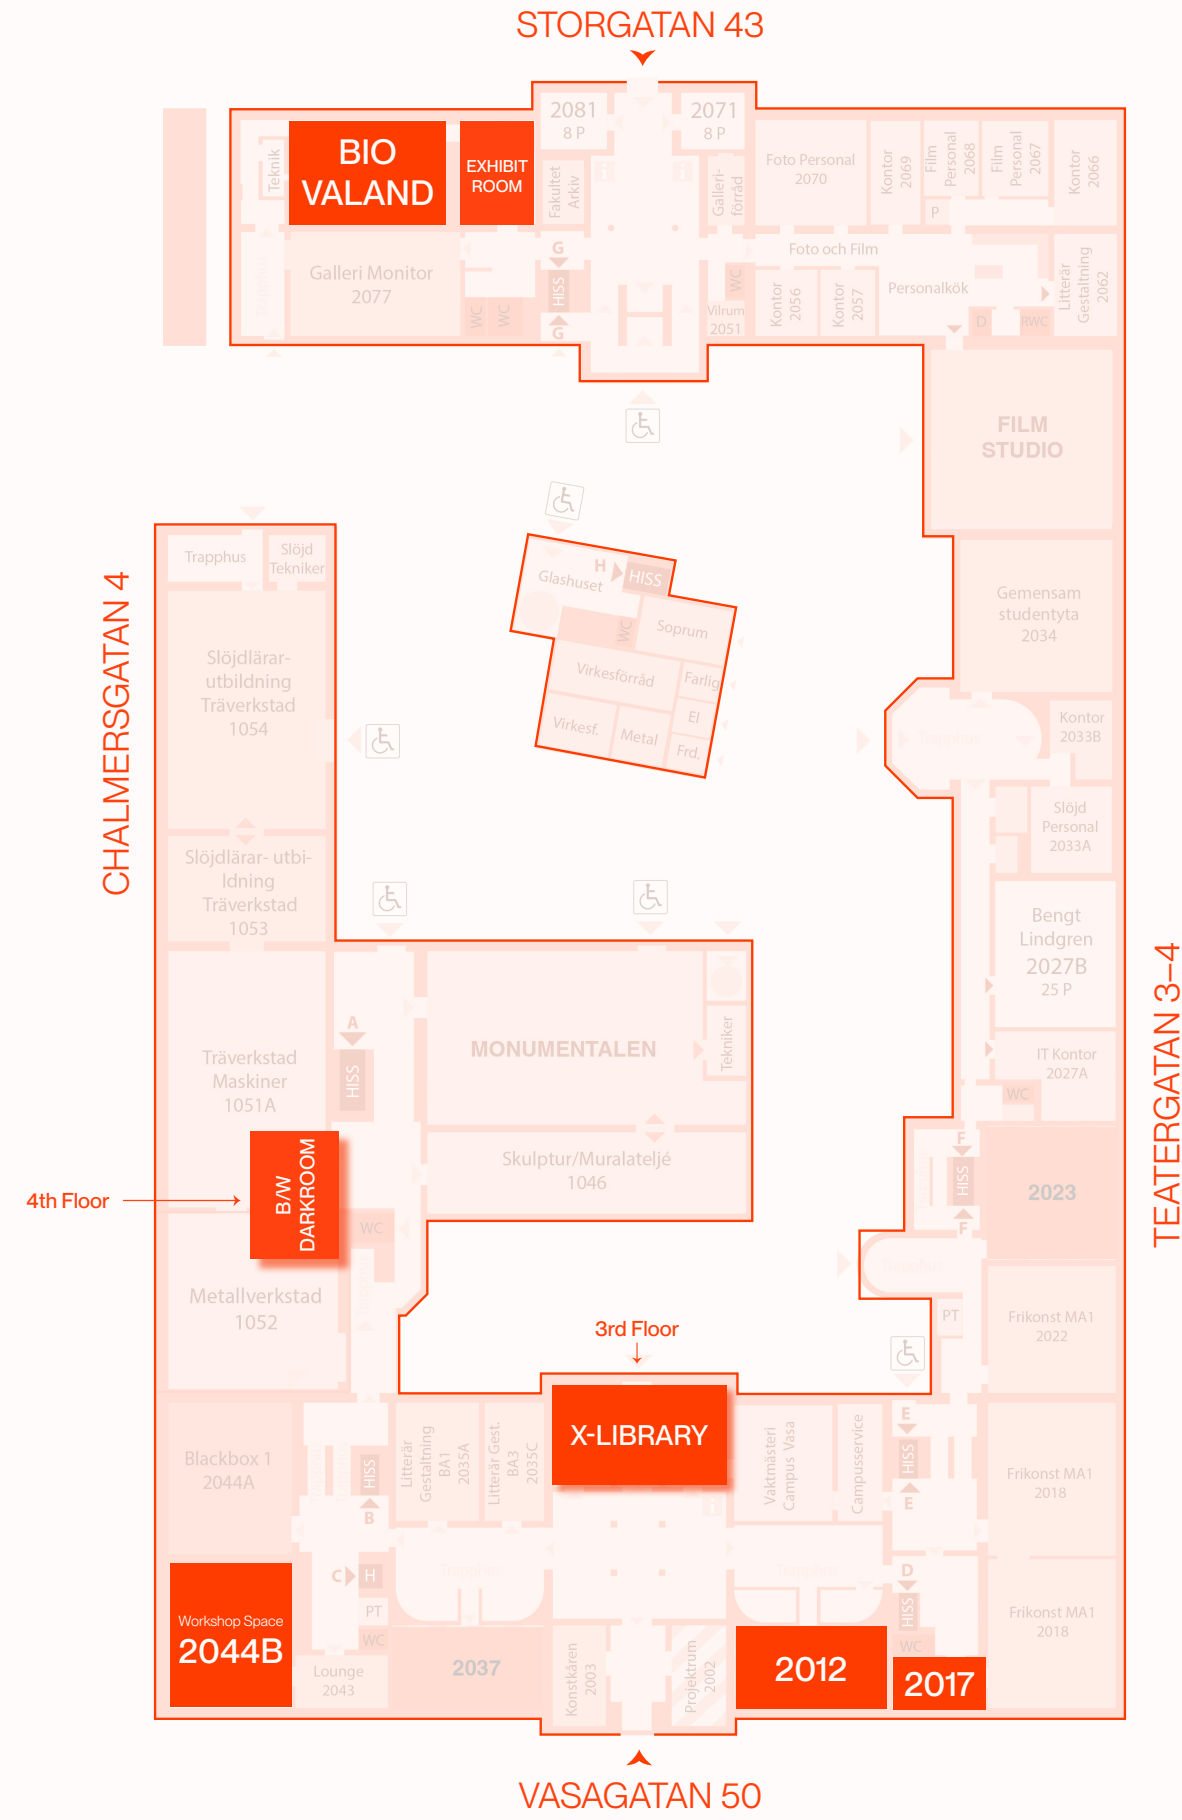 STORGATAN 43
2081
8 P
2071
8 P
BIO
VALAND
EXHIBIT
ROOM
Teknik
Fakultet
Arkiv
Galleri-
förråd
Foto Personal
2070
Kontor
2069
Film
Personal
2068
Film
Personal
2067
Kontor
2066
P
Trapphus
Galleri Monitor
2077
G
HISS
G
WC
WC
WC
Vilrum
2051
Foto och Film
Kontor
2056
Kontor
2057
Personalkök
D
RWC
Litterär
Gestaltning
2062
FILM
STUDIO
CHALMERSGATAN 4
Trapphus
Slöjd
Tekniker
Slöjdlärar-
utbildning
Träverkstad
1054
Slöjdlärar- utbi-
ldning
Träverkstad
1053
H
HISS
Glashuset
WC
Soprum
Virkesförråd
Farlig
Virkesf.
Metal
El
Frd.
Gemensam
studentyta
2034
Trapphus
Kontor
2033B
Slöjd
Personal
2033A
Bengt
Lindgren
2027B
25 P
IT Kontor
2027A
WC
TEATERGATAN 3–4
Träverkstad
Maskiner
1051A
A
HISS
MONUMENTALEN
Tekniker
Skulptur/Muralateljé
1046
4th Floor
B/W
DARKROOM
WC
Trapphus
Metallverkstad
1052
F
HISS
F
2023
Trapphus
PT
Frikonst MA1
2022
3rd Floor
X-LIBRARY
Blackbox 1
2044A
HISS
B
Litterär
Gestaltning
BA1
2035A
Litterär Gest.
BA3
2035C
Vaktmästeri
Campus Vasa
Campusservice
E
HISS
E
Frikonst MA1
2018
C
H
PT
WC
Trapphus
Trapphus
D
HISS
WC
Frikonst MA1
2018
Workshop Space
2044B
Lounge
2043
2037
Konstkåren
2003
Projektrum
2002
2012
2017
VASAGATAN 50